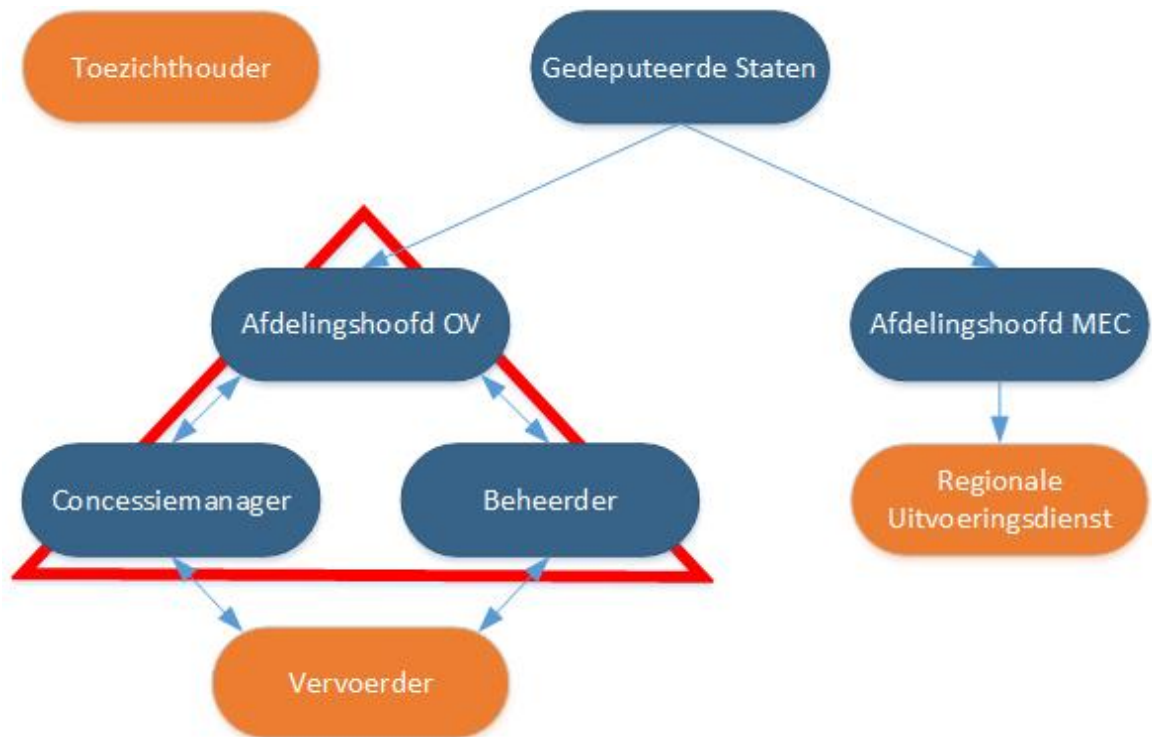 Toezichthouder
Gedeputeerde Staten
Afdelingshoofd OV
Afdelingshoofd MEC
Concessiemanager
Beheerder
Regionale
Uitvoeringsdienst
Vervoerder